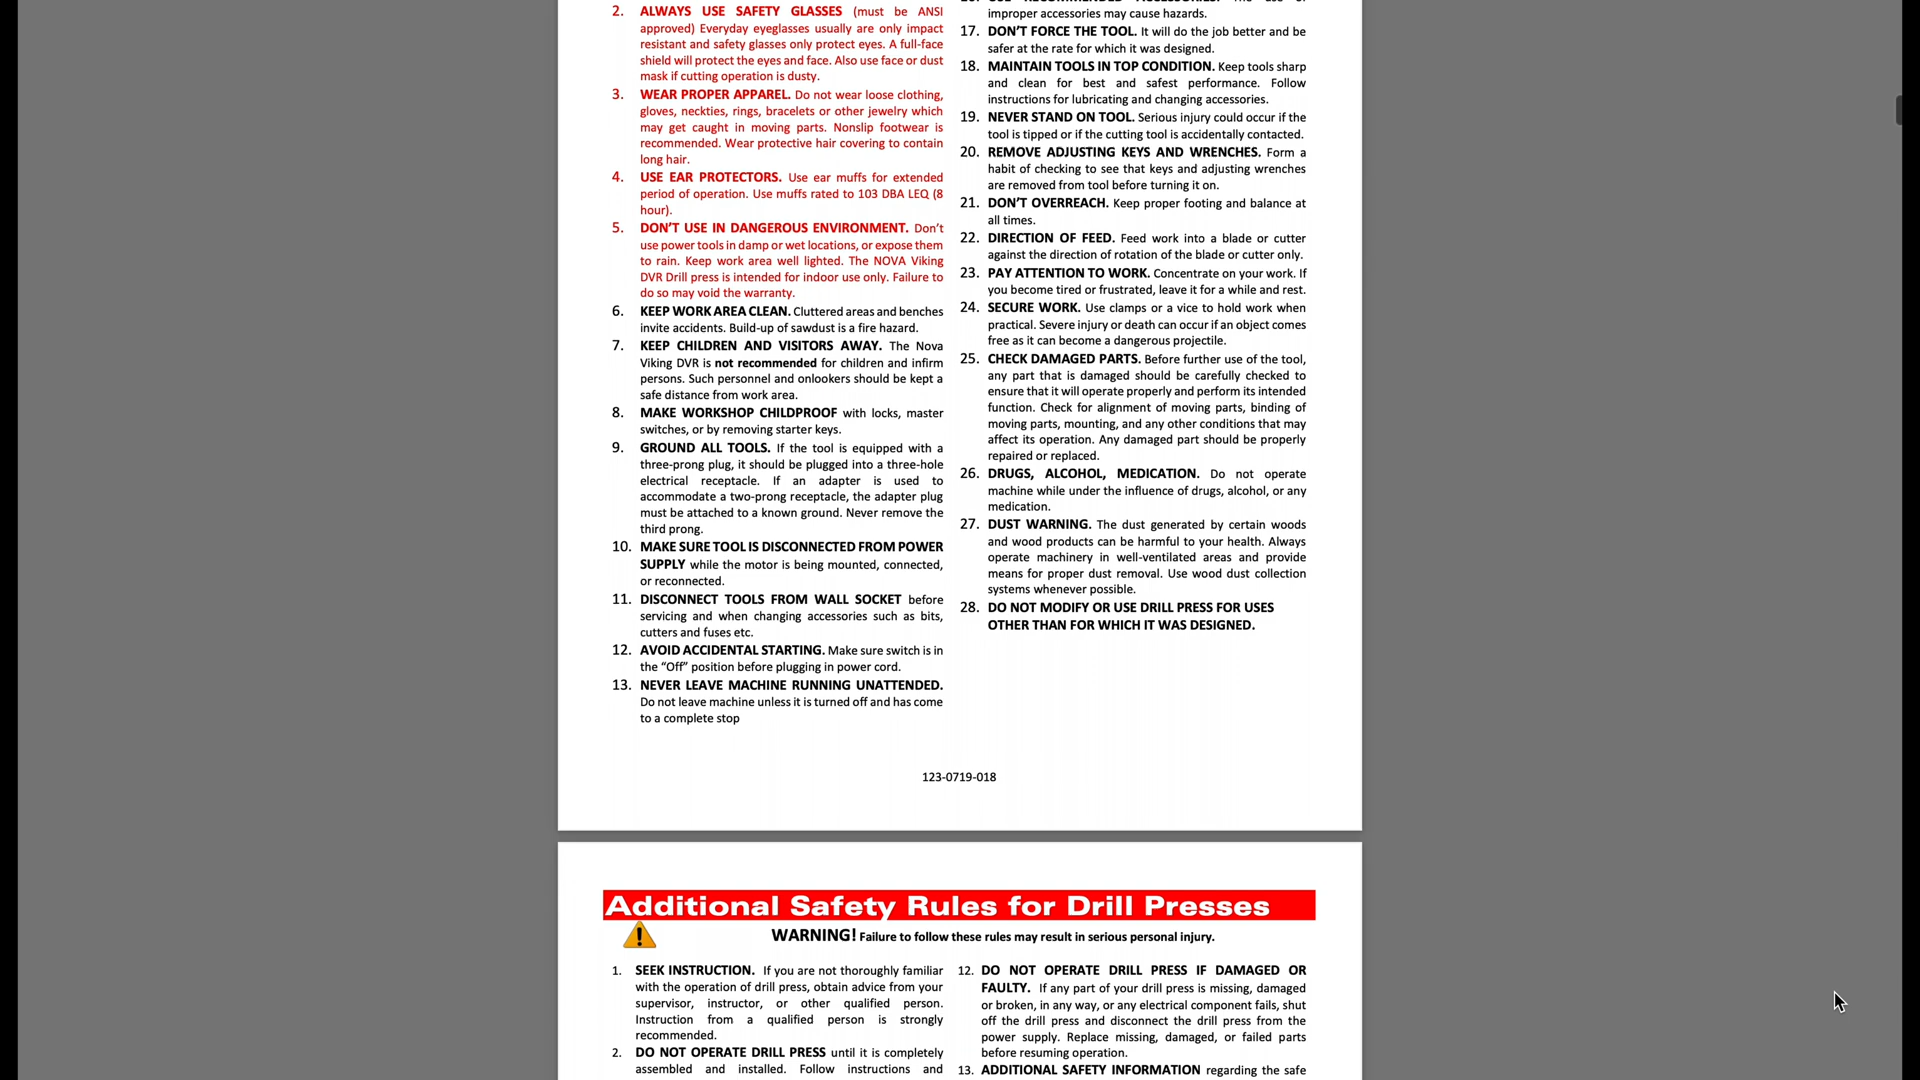 2. ALWAYS USE SAFETY GLASSES (must be ANSI
approved) Everyday eyeglasses usually are only impact
resistant and safety glasses only protect eyes. A full-face
shield will protect the eyes and face. Also use face or dust
mask if cutting operation is dusty.
3. WEAR PROPER APPAREL. Do not wear loose clothing,
gloves, neckties, rings, bracelets or other jewelry which
may get caught in moving parts. Nonslip footwear is
recommended. Wear protective hair covering to contain
long hair.
4. USE EAR PROTECTORS. Use ear muffs for extended
period of operation. Use muffs rated to 103 DBA LEQ (8
hour).
5. DON'T USE IN DANGEROUS ENVIRONMENT. Don't
use power tools in damp or wet locations, or expose them
to rain. Keep work area well lighted. The NOVA Viking
DVR Drill press is intended for indoor use only. Failure to
do so may void the warranty.
6. KEEP WORK AREA CLEAN. Cluttered areas and benches
invite accidents. Build-up of sawdust is a fire hazard.
7. KEEP CHILDREN AND VISITORS AWAY. The Nova
Viking DVR is not recommended for children and infirm
persons. Such personnel and onlookers should be kept a
safe distance from work area.
8. MAKE WORKSHOP CHILDPROOF with locks, master
switches, or by removing starter keys.
9. GROUND ALL TOOLS. If the tool is equipped with a
three-prong plug, it should be plugged into a three-hole
electrical receptacle. If an adapter is used to
accommodate a two-prong receptacle, the adapter plug
must be attached to a known ground. Never remove the
third prong.
10. MAKE SURE TOOL IS DISCONNECTED FROM POWER
SUPPLY while the motor is being mounted, connected,
or reconnected.
11. DISCONNECT TOOLS FROM WALL SOCKET before
servicing and when changing accessories such as bits,
cutters and fuses etc.
12. AVOID ACCIDENTAL STARTING. Make sure switch is in
the “Off” position before plugging in power cord.
13. NEVER LEAVE MACHINE RUNNING UNATTENDED.
Do not leave machine unless it is turned off and has come
to a complete stop
improper accessories may cause hazards.
17. DON'T FORCE THE TOOL. It will do the job better and be
safer at the rate for which it was designed.
18. MAINTAIN TOOLS IN TOP CONDITION. Keep tools sharp
and clean for best and safest performance. Follow
instructions for lubricating and changing accessories.
19. NEVER STAND ON TOOL. Serious injury could occur if the
tool is tipped or if the cutting tool is accidentally contacted.
20. REMOVE ADJUSTING KEYS AND WRENCHES. Form a
habit of checking to see that keys and adjusting wrenches
are removed from tool before turning it on.
21. DON'T OVERREACH. Keep proper footing and balance at
all times.
22. DIRECTION OF FEED. Feed work into a blade or cutter
against the direction of rotation of the blade or cutter only.
23. PAY ATTENTION TO WORK. Concentrate on your work. If
you become tired or frustrated, leave it for a while and rest.
24. SECURE WORK. Use clamps or a vice to hold work when
practical. Severe injury or death can occur if an object comes
free as it can become a dangerous projectile.
25. CHECK DAMAGED PARTS. Before further use of the tool,
any part that is damaged should be carefully checked to
ensure that it will operate properly and perform its intended
function. Check for alignment of moving parts, binding of
moving parts, mounting, and any other conditions that may
affect its operation. Any damaged part should be properly
repaired or replaced.
26. DRUGS, ALCOHOL, MEDICATION. Do not operate
machine while under the influence of drugs, alcohol, or any
medication.
27. DUST WARNING. The dust generated by certain woods
and wood products can be harmful to your health. Always
operate machinery in well-ventilated areas and provide
means for proper dust removal. Use wood dust collection
systems whenever possible.
28. DO NOT MODIFY OR USE DRILL PRESS FOR USES
OTHER THAN FOR WHICH IT WAS DESIGNED.
123-0719-018
Additional Safety Rules for Drill Presses
WARNING! Failure to follow these rules may result in serious personal injury.
1. SEEK INSTRUCTION. If you are not thoroughly familiar
with the operation of drill press, obtain advice from your
supervisor, instructor, or other qualified person.
Instruction from a qualified person is strongly
recommended.
2. DO NOT OPERATE DRILL PRESS until it is completely
assembled and installed. Follow instructions and
12. DO NOT OPERATE DRILL PRESS IF DAMAGED OR
FAULTY. If any part of your drill press is missing, damaged
or broken, in any way, or any electrical component fails, shut
off the drill press and disconnect the drill press from the
power supply. Replace missing, damaged, or failed parts
before resuming operation.
13. ADDITIONAL SAFETY INFORMATION regarding the safe